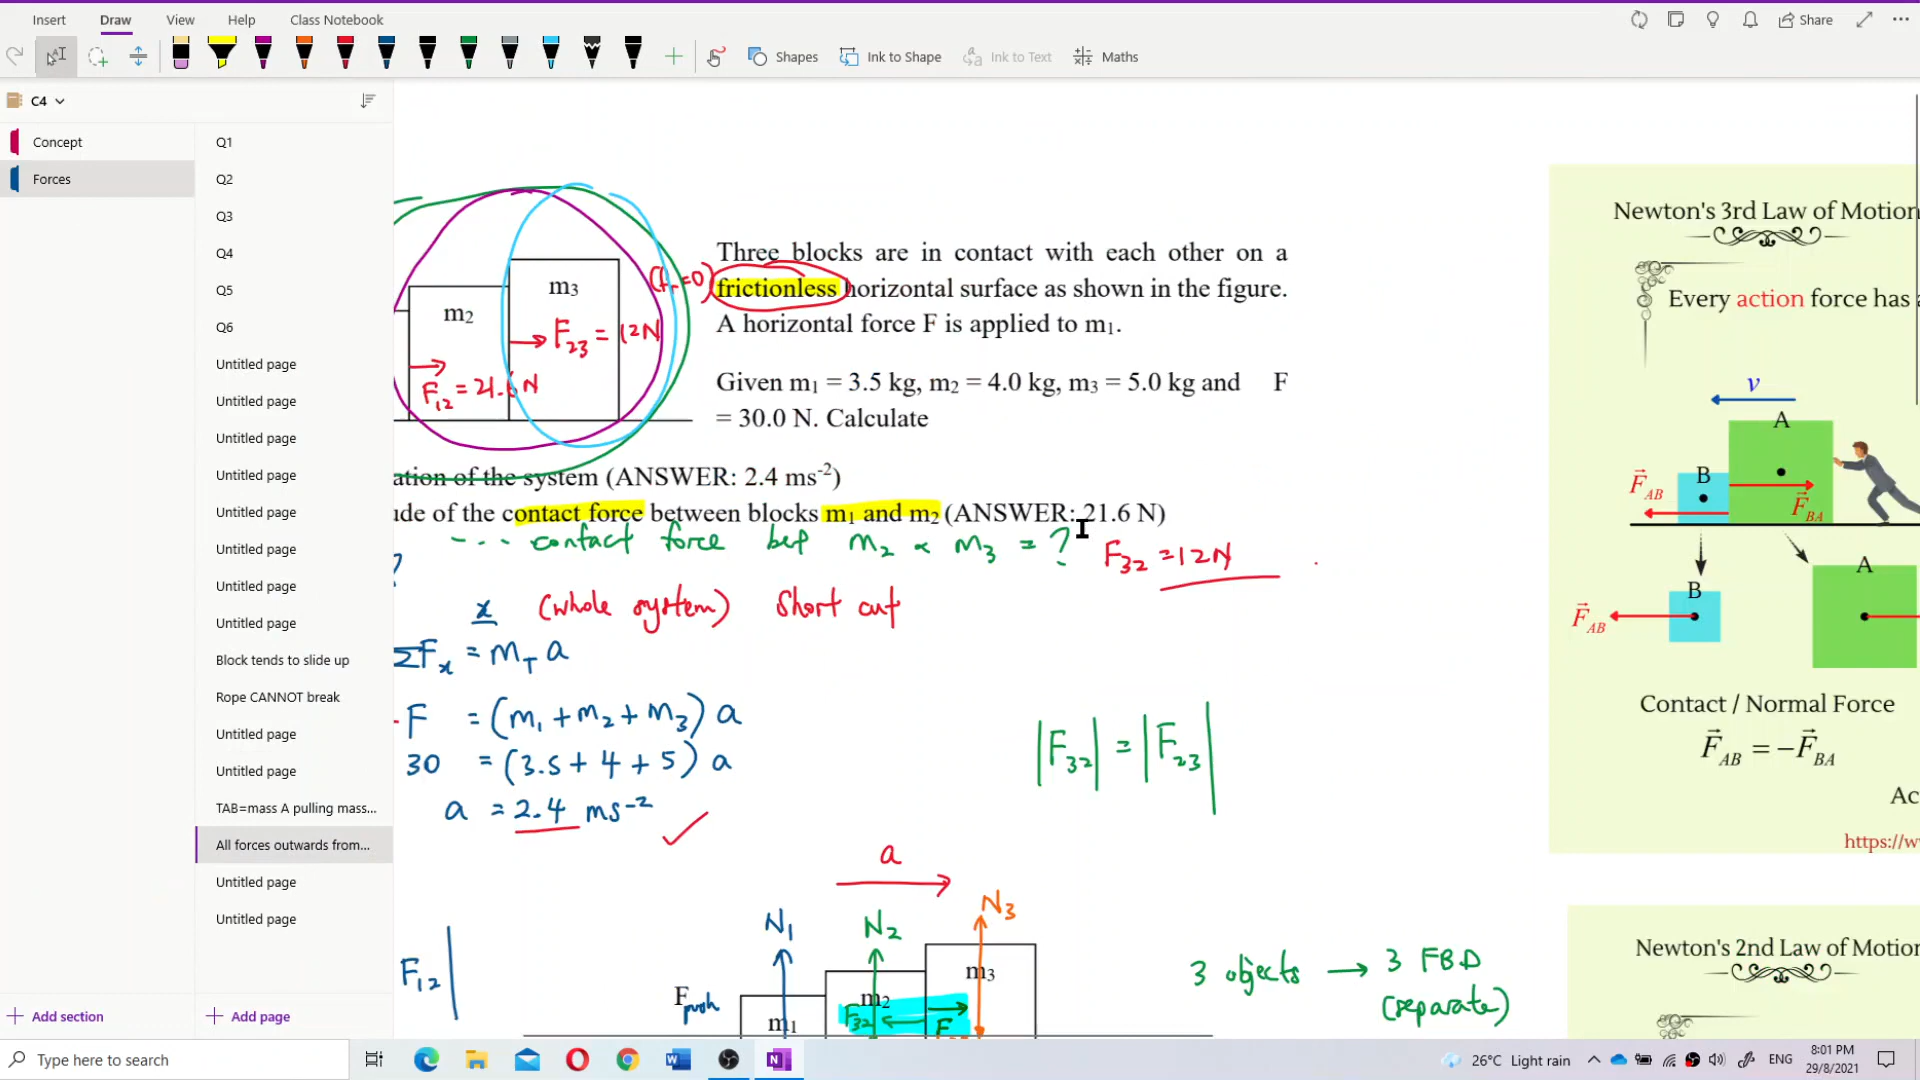 Insert Draw View Help Class Notebook
Share
Shapes Ink to Shape Ink to Text Maths
C4
Concept
Forces
Q1
Q2
Q3
Q4
Q5
Q6
Untitled page
Untitled page
Untitled page
Untitled page
Untitled page
Untitled page
Untitled page
Untitled page
Block tends to slide up
Rope CANNOT break
Untitled page
Untitled page
TAB=mass A pulling mass...
All forces outwards from...
Untitled page
Untitled page
Add section
Add page
m₂
m₃
F₂₃ = 12N
F₁₂ = 21.6 N
Three blocks are in contact with each other on a
frictionless horizontal surface as shown in the figure.
A horizontal force F is applied to m₁.
Given m₁ = 3.5 kg, m₂ = 4.0 kg, m₃ = 5.0 kg and F
= 30.0 N. Calculate
ation of the system (ANSWER: 2.4 ms⁻²)
ude of the contact force between blocks m₁ and m₂ (ANSWER: 21.6 N)
--- contact force bet m₂ & m₃ = ? F₃₂ = 12N
?
x (whole system) Short cut
ΣFₓ = m_T a
F = (m₁ + m₂ + m₃) a
30 = (3.5 + 4 + 5) a
a = 2.4 ms⁻²
|F₃₂| = |F₂₃|
a
N₁ N₂ N₃
F₁₂|
F push
m₁
m₂
m₃
F₃₂
F
3 objects → 3 FBD
(separate)
Newton's 3rd Law of Motion
Every action force has a
v
A
B
F_AB
F_BA
A
B
F_AB
Contact / Normal Force
F_AB = −F_BA
Ac
https://w
Newton's 2nd Law of Motion
Type here to search
26°C Light rain
ENG
8:01 PM
29/8/2021